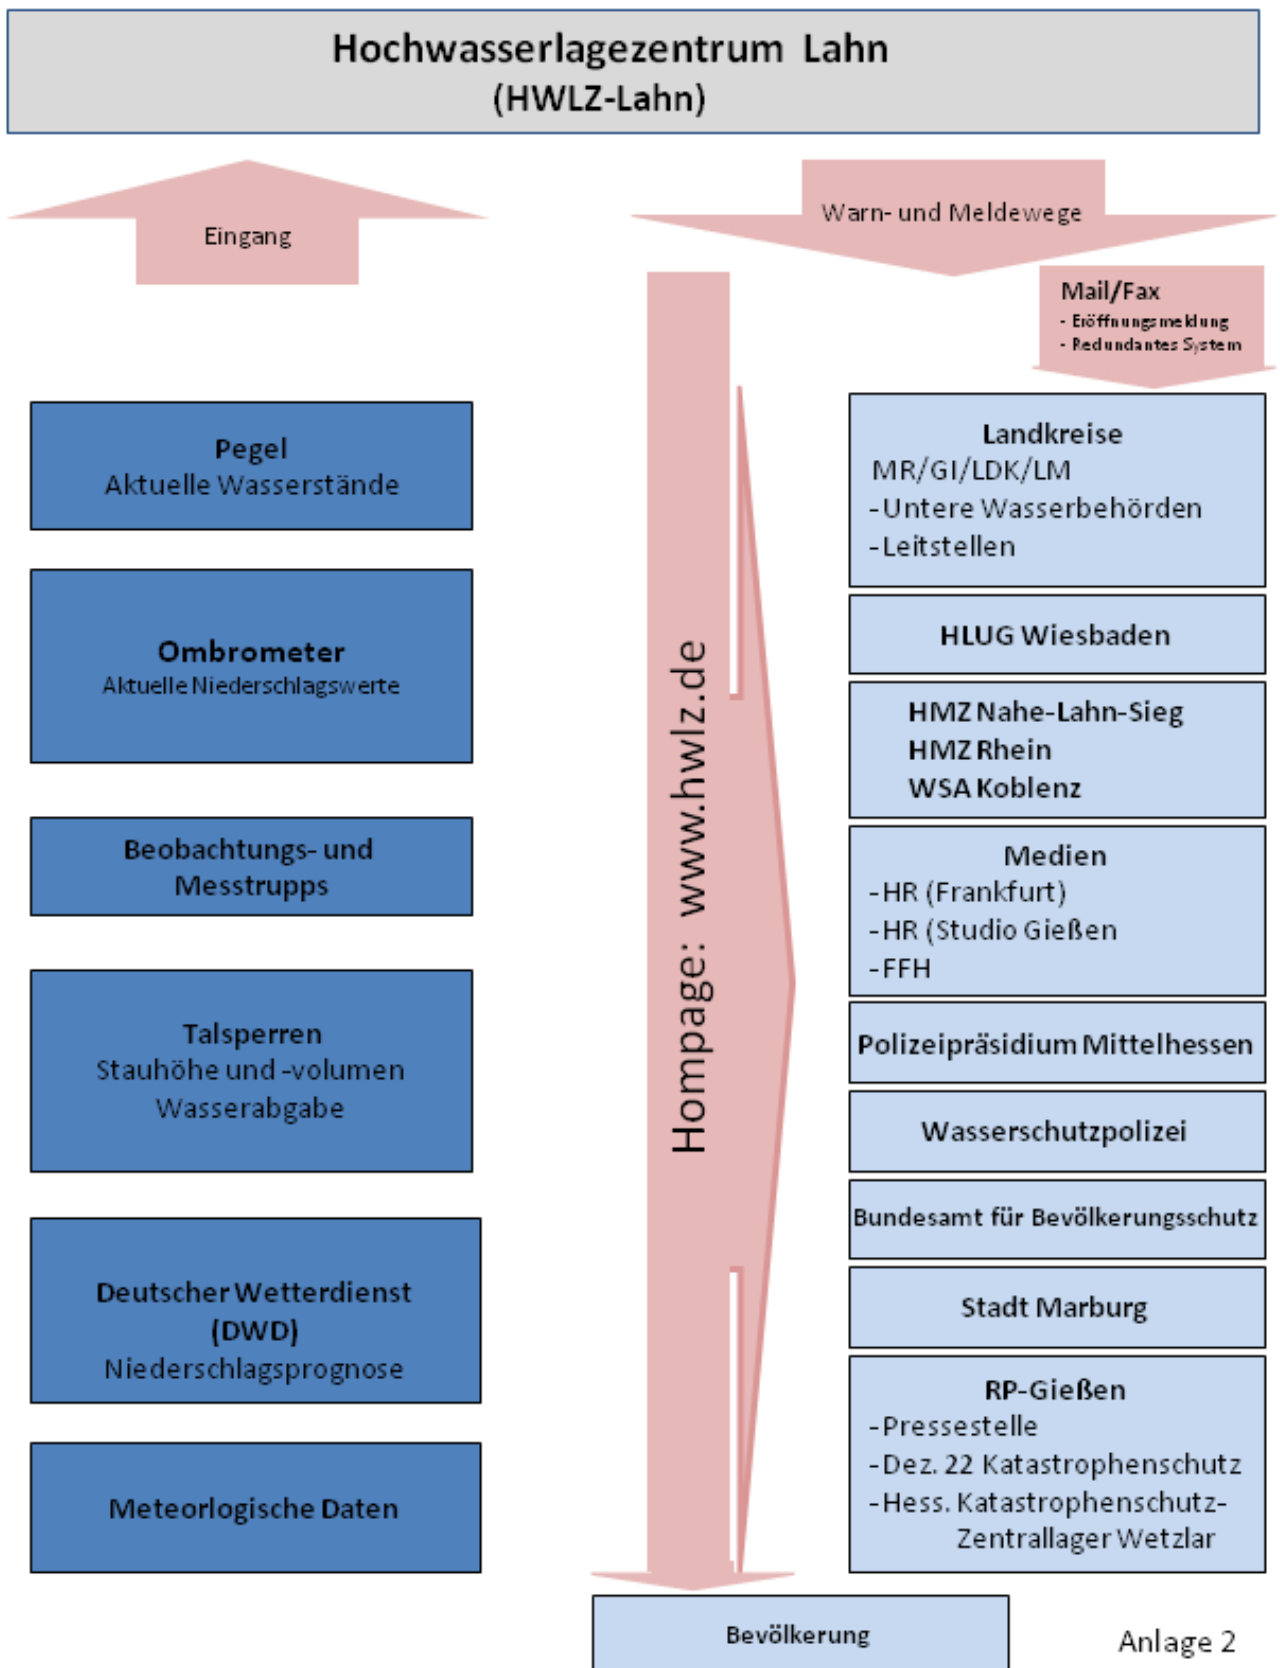 Hochwasserlagezentrum Lahn
(HWLZ-Lahn)
Eingang
Warn- und Meldewege
Mail/Fax
- Eröffnungsmeldung
- Redundantes System
Pegel
Aktuelle Wasserstände
Ombrometer
Aktuelle Niederschlagswerte
Beobachtungs- und
Messtrupps
Talsperren
Stauhöhe und -volumen
Wasserabgabe
Deutscher Wetterdienst
(DWD)
Niederschlagsprognose
Meteorlogische Daten
Hompage: www.hwlz.de
Landkreise
MR/GI/LDK/LM
-Untere Wasserbehörden
-Leitstellen
HLUG Wiesbaden
HMZ Nahe-Lahn-Sieg
HMZ Rhein
WSA Koblenz
Medien
-HR (Frankfurt)
-HR (Studio Gießen
-FFH
Polizeipräsidium Mittelhessen
Wasserschutzpolizei
Bundesamt für Bevölkerungsschutz
Stadt Marburg
RP-Gießen
-Pressestelle
-Dez. 22 Katastrophenschutz
-Hess. Katastrophenschutz-
Zentrallager Wetzlar
Bevölkerung
Anlage 2